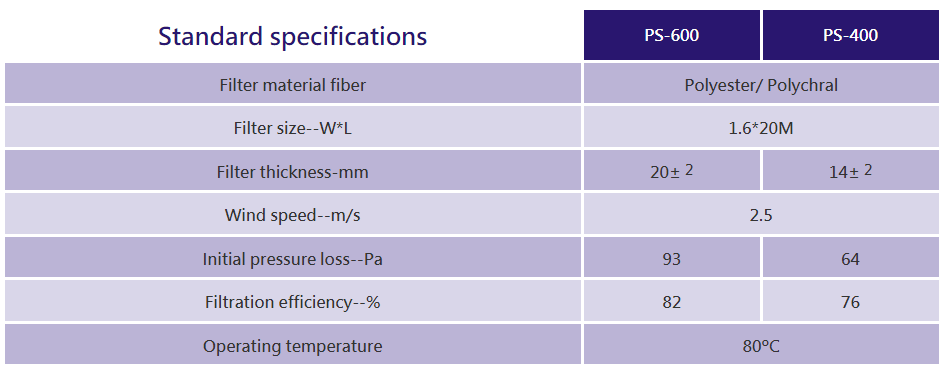 Standard specifications PS-600 PS-400
Filter material fiber Polyester/ Polychral
Filter size--W*L 1.6*20M
Filter thickness-mm 20± 2 14± 2
Wind speed--m/s 2.5
Initial pressure loss--Pa 93 64
Filtration efficiency--% 82 76
Operating temperature 80ºC